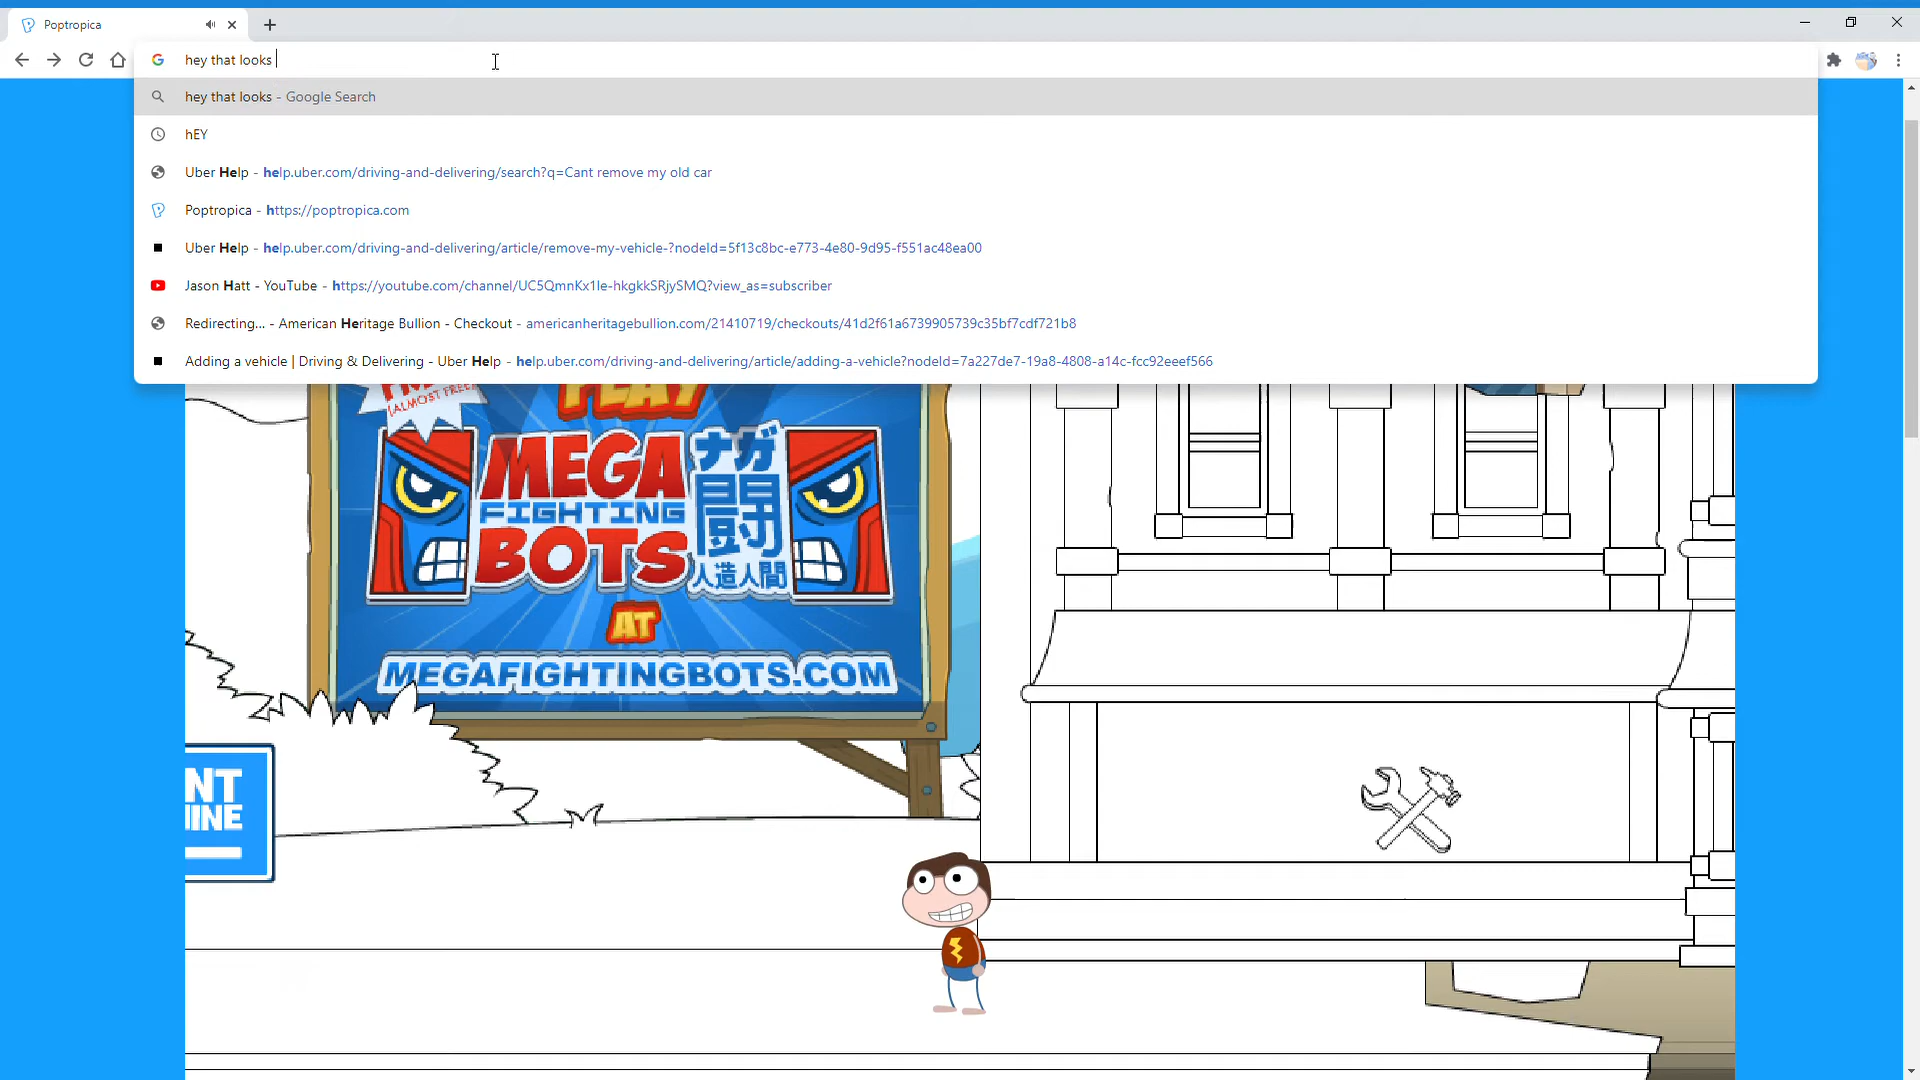 Poptropica
hey that looks
hey that looks - Google Search
hEY
Uber Help - help.uber.com/driving-and-delivering/search?q=Cant remove my old car
Poptropica - https://poptropica.com
Uber Help - help.uber.com/driving-and-delivering/article/remove-my-vehicle-?nodeId=5f13c8bc-e773-4e80-9d95-f551ac48ea00
Jason Hatt - YouTube - https://youtube.com/channel/UC5QmnKx1Ie-hkgkkSRjySMQ?view_as=subscriber
Redirecting... - American Heritage Bullion - Checkout - americanheritagebullion.com/21410719/checkouts/41d2f61a6739905739c35bf7cdf721b8
Adding a vehicle | Driving & Delivering - Uber Help - help.uber.com/driving-and-delivering/article/adding-a-vehicle?nodeId=7a227de7-19a8-4808-a14c-fcc92eeef566
(ALMOST FREE)
PLAY
MEGA
FIGHTING
BOTS
ナガ
闘
人造人間
AT
MEGAFIGHTINGBOTS.COM
NT
INE